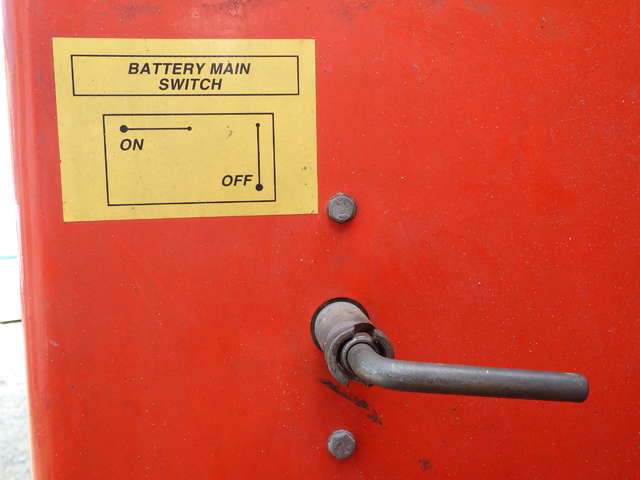 BATTERY MAIN
SWITCH
ON
OFF